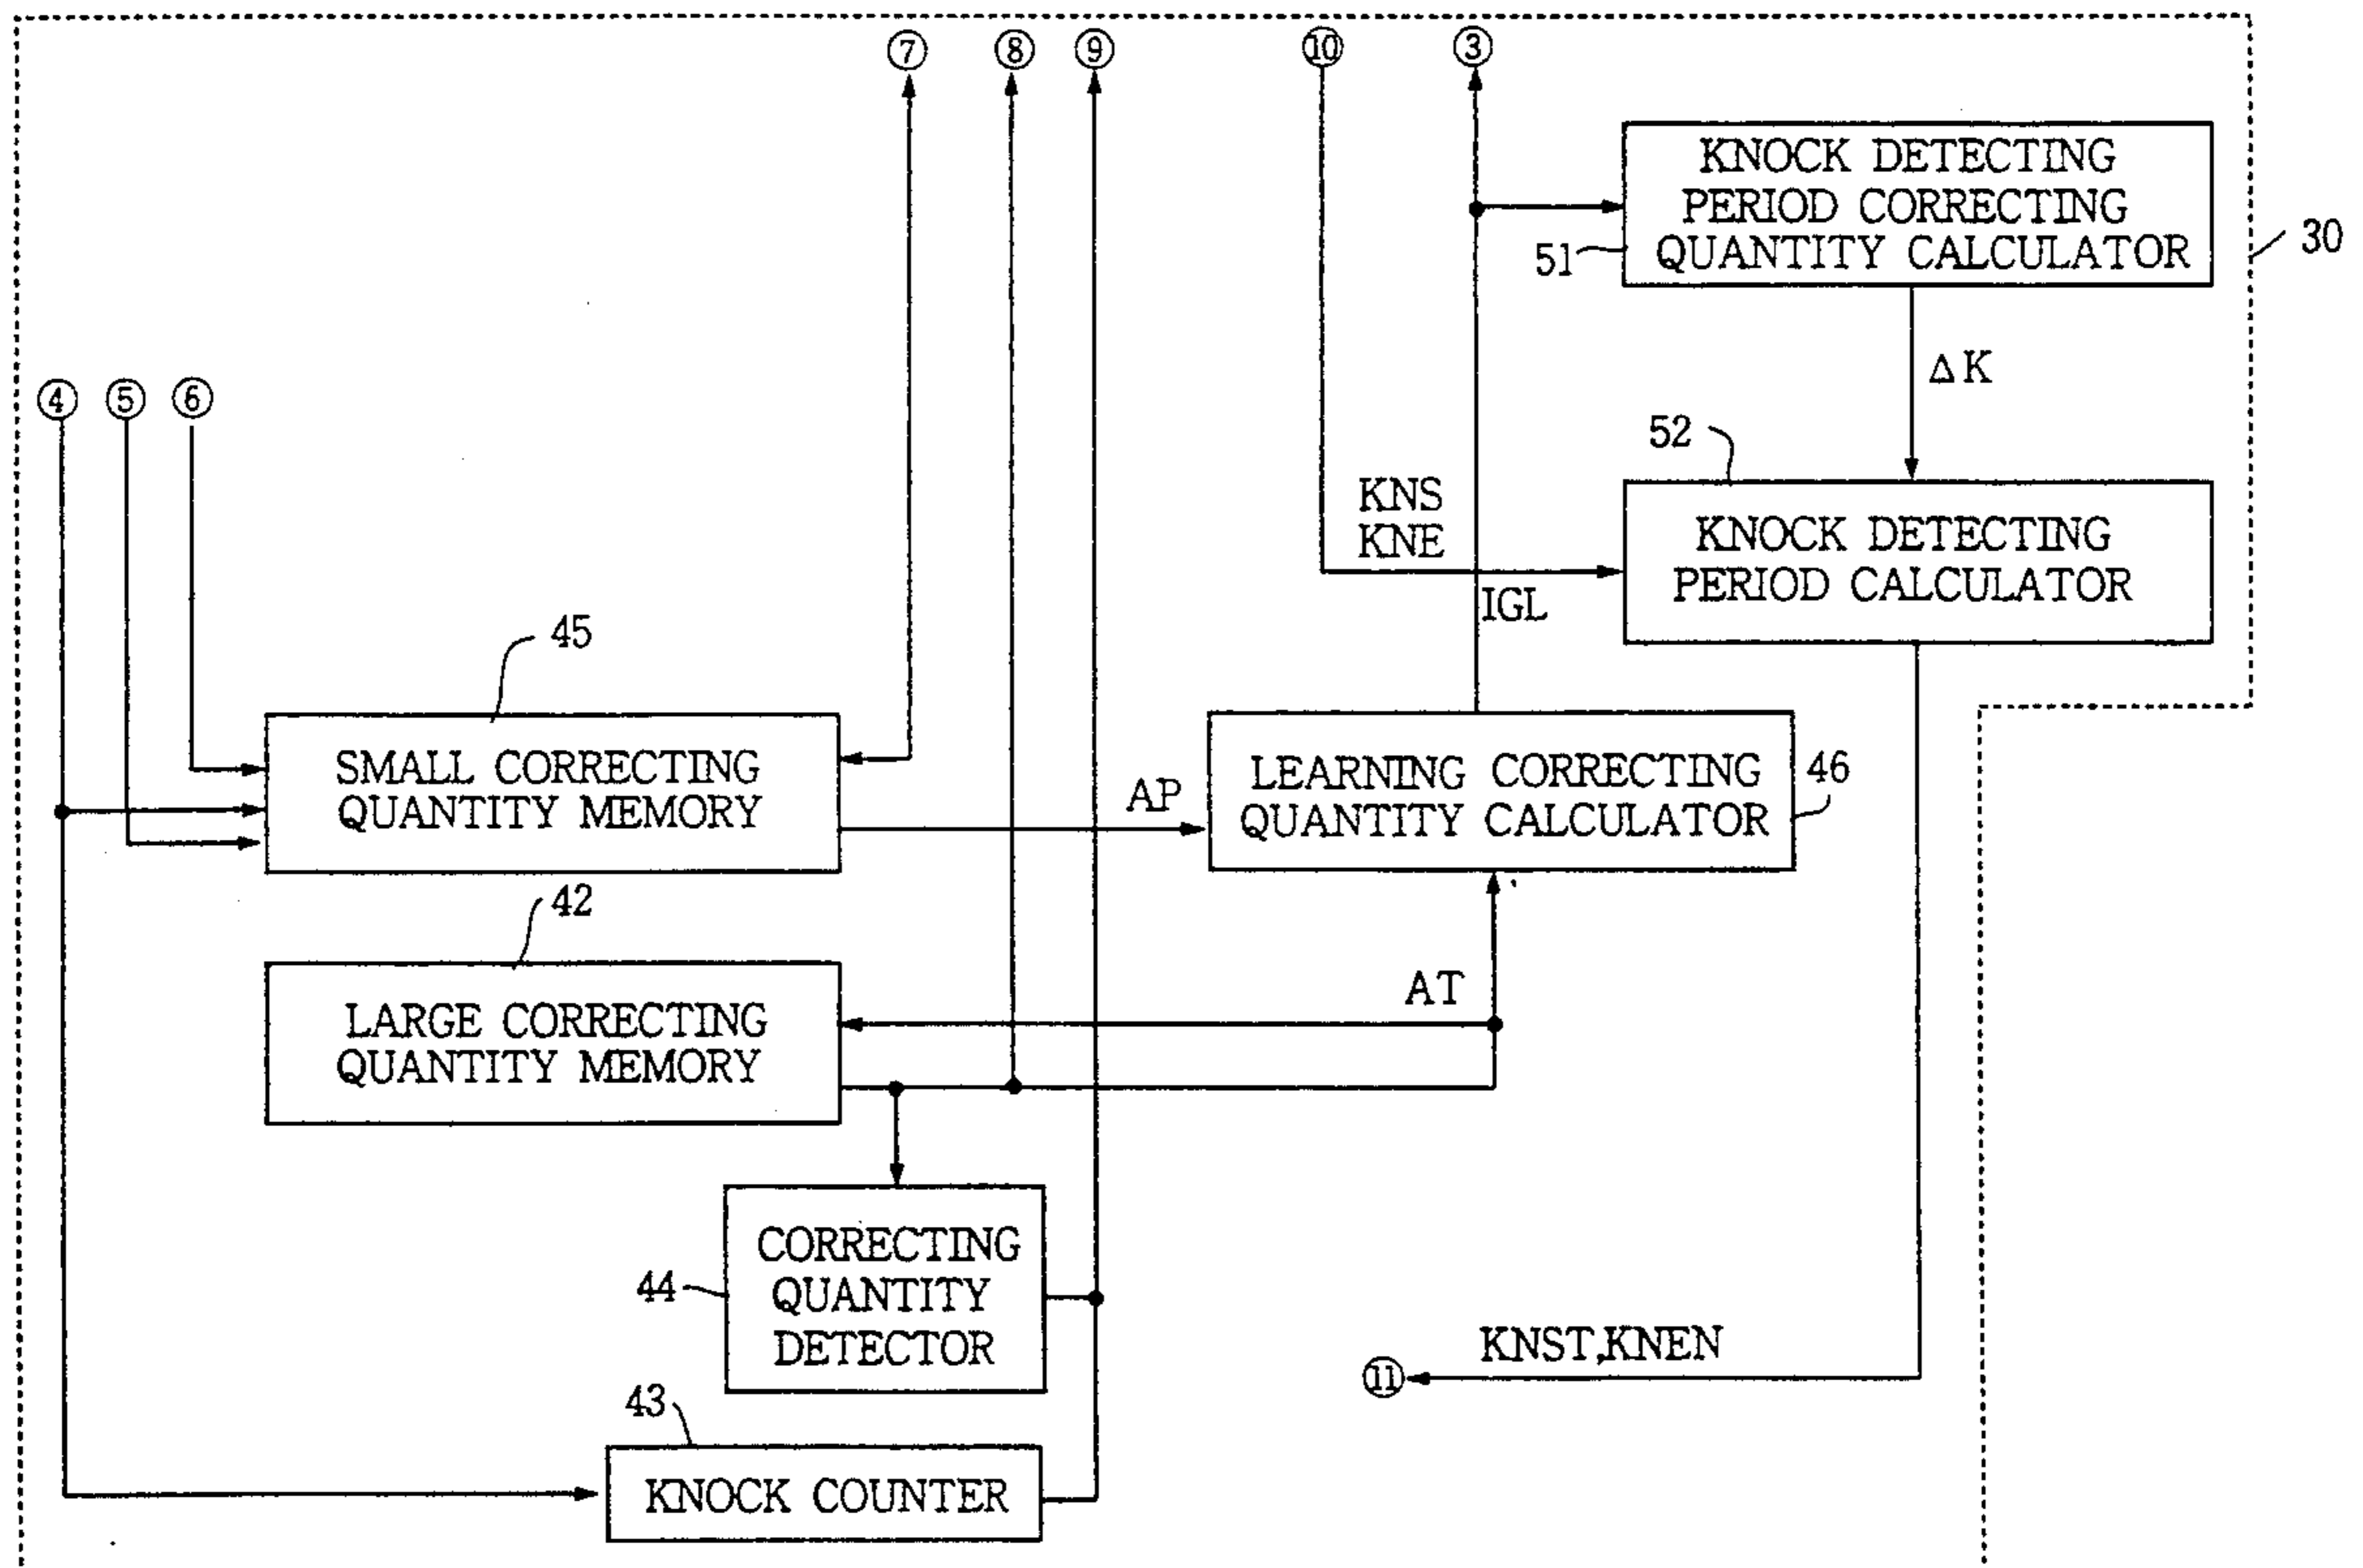 ⑦ ⑧ ⑨ ⑩ ③
KNOCK DETECTING
PERIOD CORRECTING
QUANTITY CALCULATOR
51
30
ΔK
④ ⑤ ⑥
52
KNS
KNE
KNOCK DETECTING
PERIOD CALCULATOR
IGL
45
SMALL CORRECTING
QUANTITY MEMORY
AP
LEARNING CORRECTING
QUANTITY CALCULATOR
46
42
LARGE CORRECTING
QUANTITY MEMORY
AT
CORRECTING
QUANTITY
DETECTOR
44
KNST,KNEN
⑪
43
KNOCK COUNTER